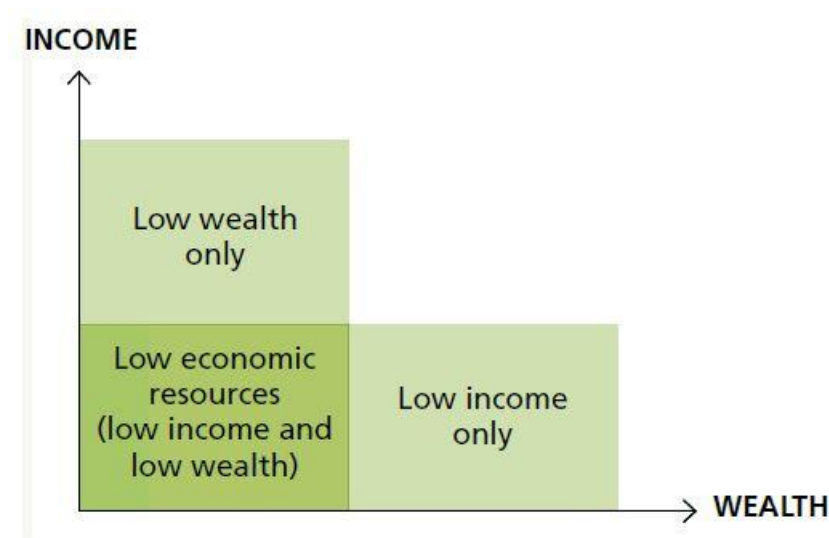 INCOME
Low wealth
only
Low economic
resources
(low income and
low wealth)
Low income
only
WEALTH